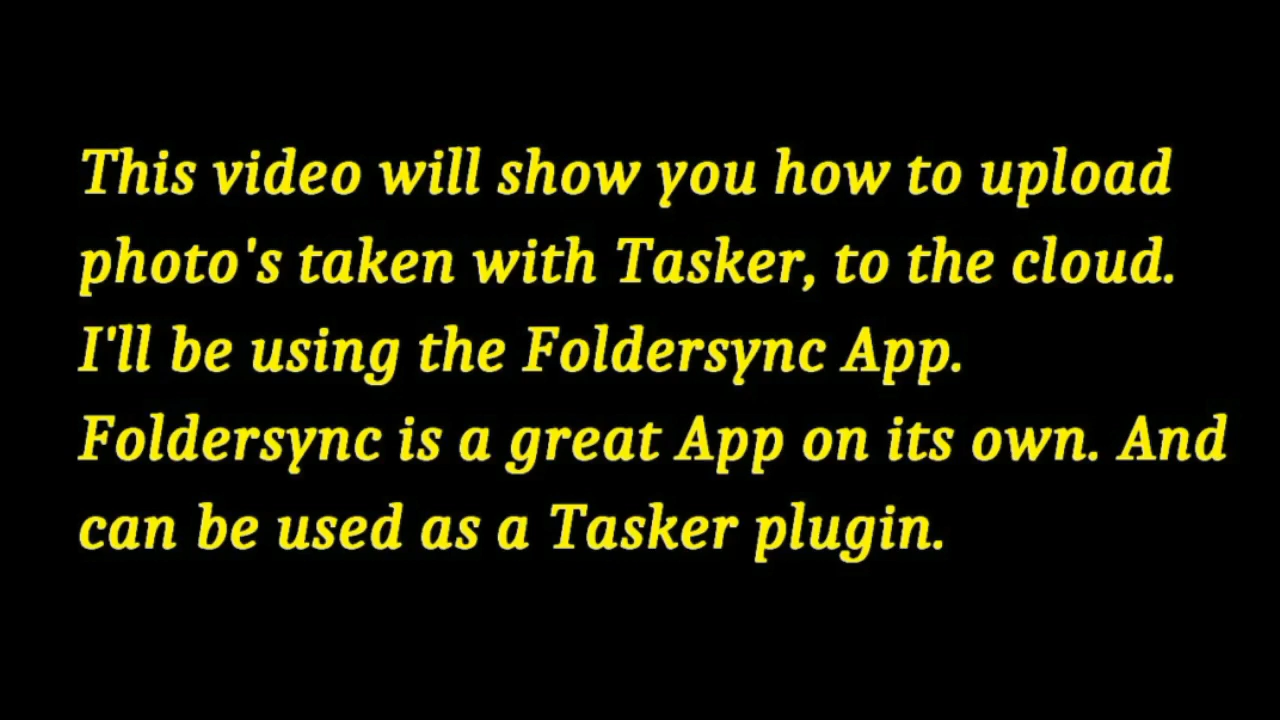 This video will show you how to upload
photo's taken with Tasker, to the cloud.
I'll be using the Foldersync App.
Foldersync is a great App on its own. And
can be used as a Tasker plugin.